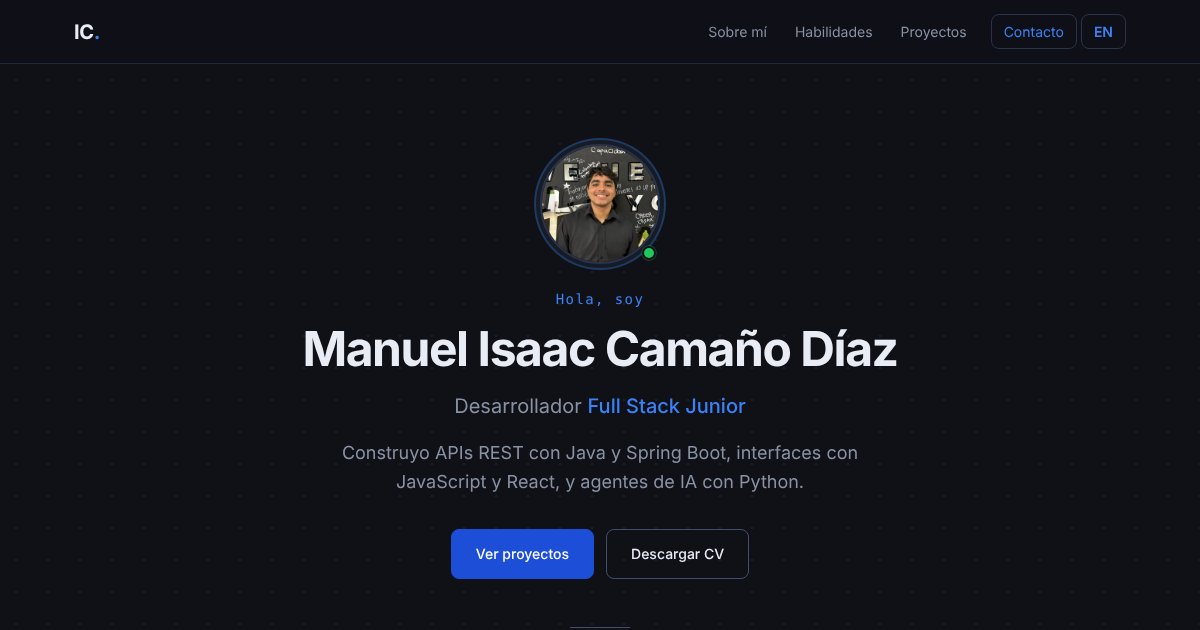 IC.
Sobre mí
Habilidades
Proyectos
Contacto
EN
Capacidan
Hola, soy
Manuel Isaac Camaño Díaz
Desarrollador Full Stack Junior
Construyo APIs REST con Java y Spring Boot, interfaces con
JavaScript y React, y agentes de IA con Python.
Ver proyectos
Descargar CV